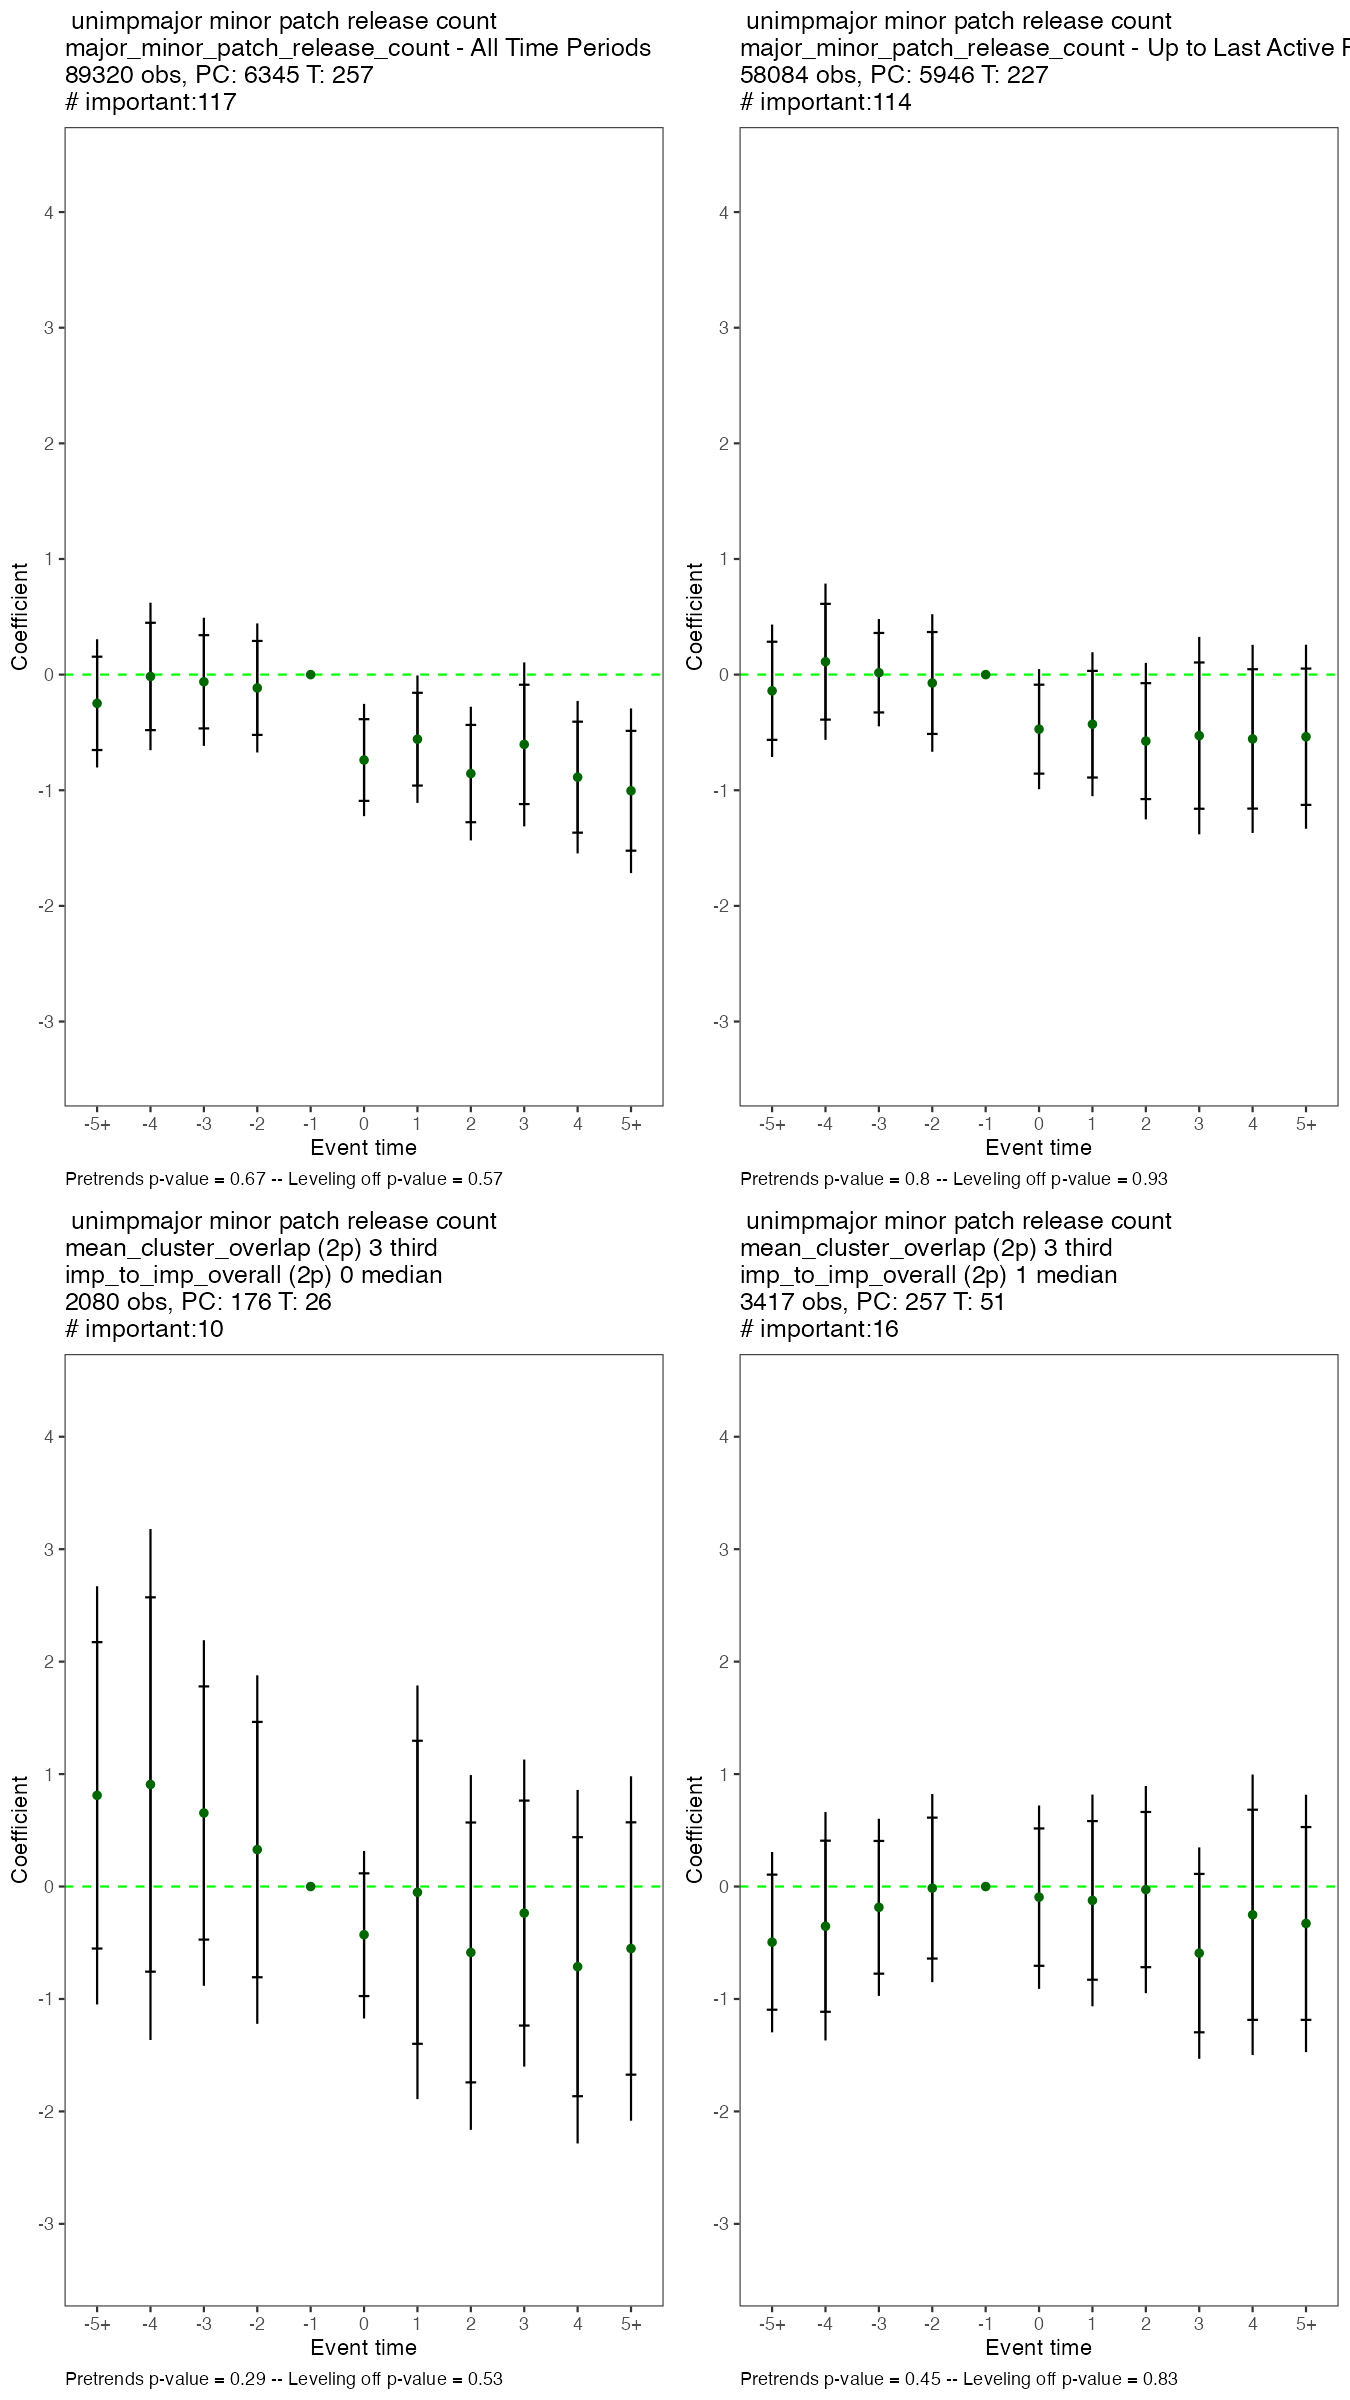 unimpmajor minor patch release count
major_minor_patch_release_count - All Time Periods
89320 obs, PC: 6345 T: 257
# important:117
4
3
2
1
0
-1
-2
-3
Coefficient
-5+ -4 -3 -2 -1 0 1 2 3 4 5+
Event time
Pretrends p-value = 0.67 -- Leveling off p-value = 0.57
unimpmajor minor patch release count
major_minor_patch_release_count - Up to Last Active
58084 obs, PC: 5946 T: 227
# important:114
4
3
2
1
0
-1
-2
-3
Coefficient
-5+ -4 -3 -2 -1 0 1 2 3 4 5+
Event time
Pretrends p-value = 0.8 -- Leveling off p-value = 0.93
unimpmajor minor patch release count
mean_cluster_overlap (2p) 3 third
imp_to_imp_overall (2p) 0 median
2080 obs, PC: 176 T: 26
# important:10
4
3
2
1
0
-1
-2
-3
Coefficient
-5+ -4 -3 -2 -1 0 1 2 3 4 5+
Event time
Pretrends p-value = 0.29 -- Leveling off p-value = 0.53
unimpmajor minor patch release count
mean_cluster_overlap (2p) 3 third
imp_to_imp_overall (2p) 1 median
3417 obs, PC: 257 T: 51
# important:16
4
3
2
1
0
-1
-2
-3
Coefficient
-5+ -4 -3 -2 -1 0 1 2 3 4 5+
Event time
Pretrends p-value = 0.45 -- Leveling off p-value = 0.83